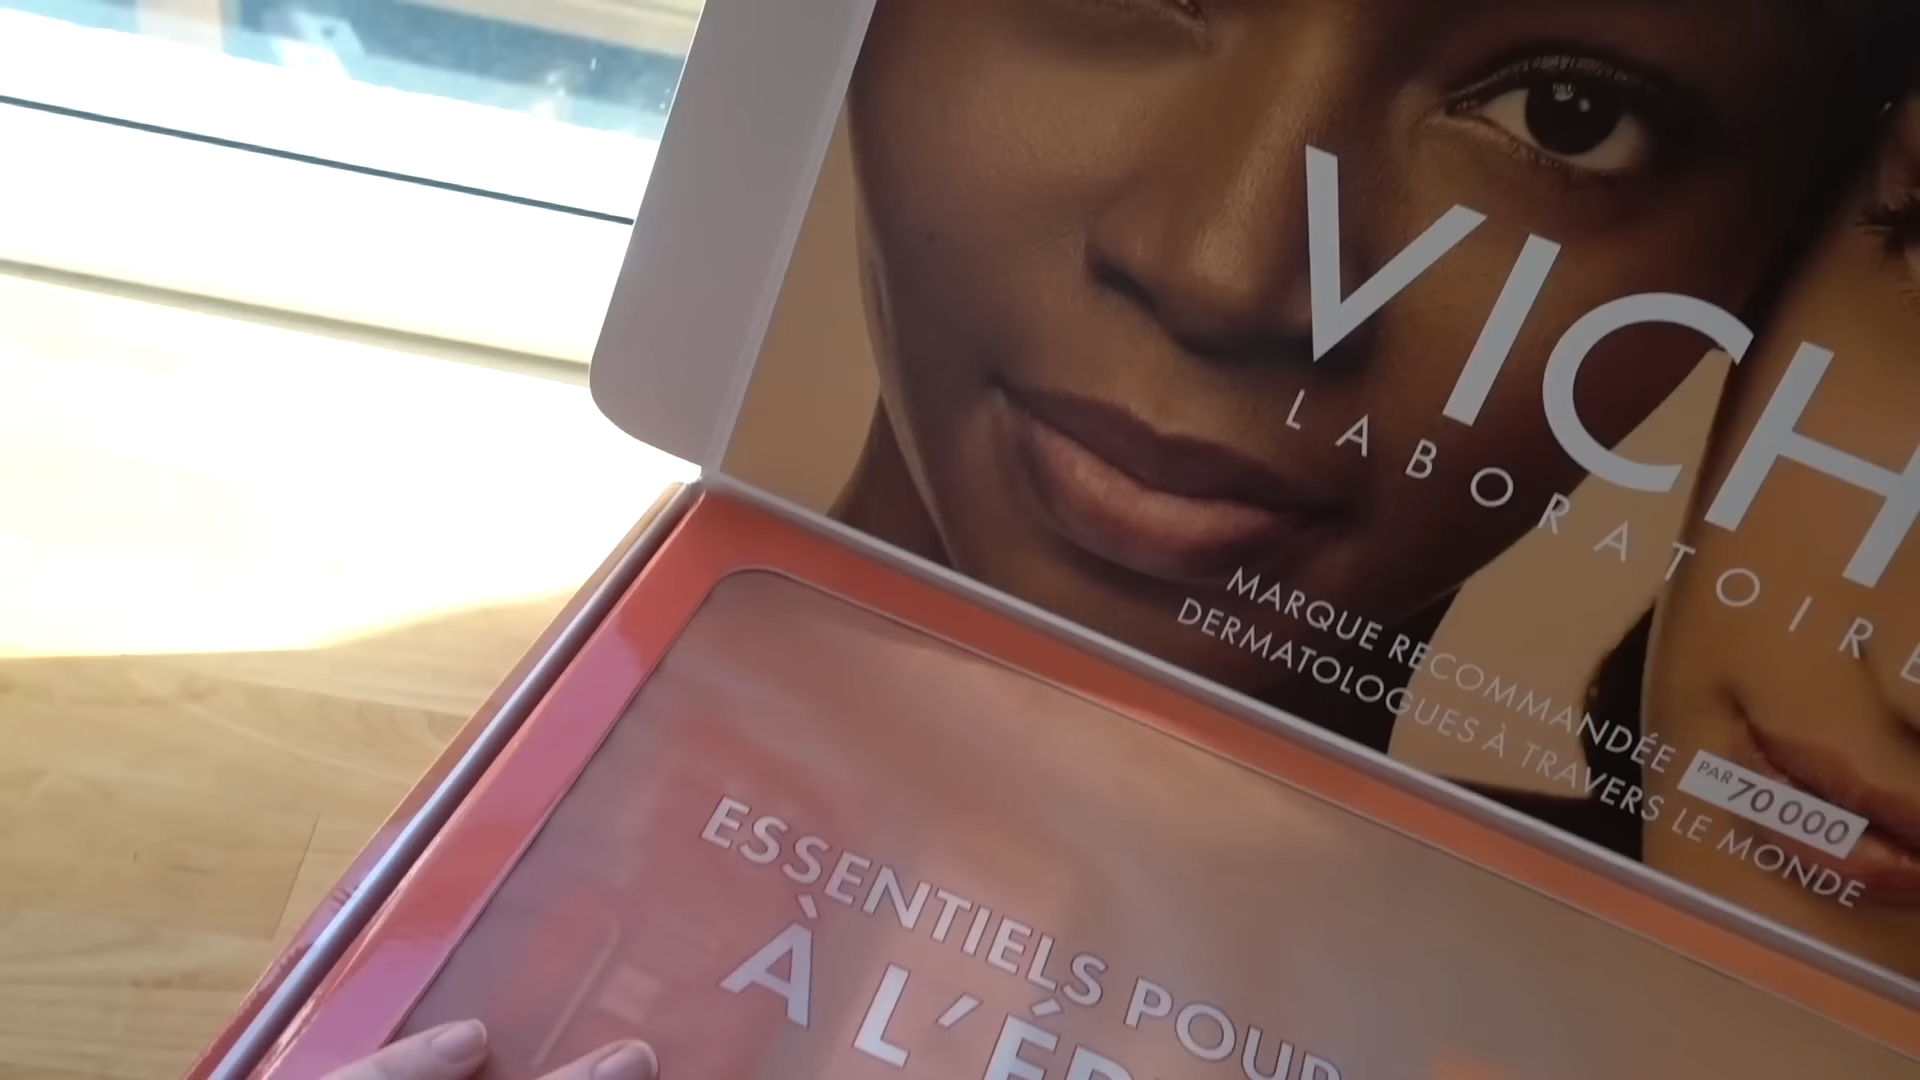 VICH
LABORATOIRE
MARQUE RECOMMANDÉE PAR 70 000
DERMATOLOGUES À TRAVERS LE MONDE
ESSENTIELS POUR
À L'É